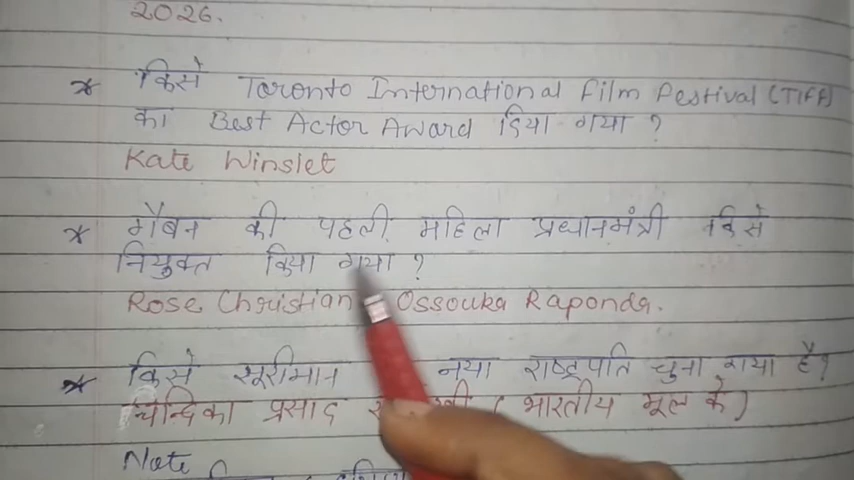 2026.
* किसे Toronto International Film Festival (TIFF)
का Best Actor Award दिया गया ?
Kate Winslet
* गैबन की पहली महिला प्रधानमंत्री किसे
नियुक्त किया गया ?
Rose Christian Ossouka Raponda.
* किसे सूरीमान नया राष्ट्रपति चुना गया है?
चन्द्रिका प्रसाद ( भारतीय मूल के)
Note